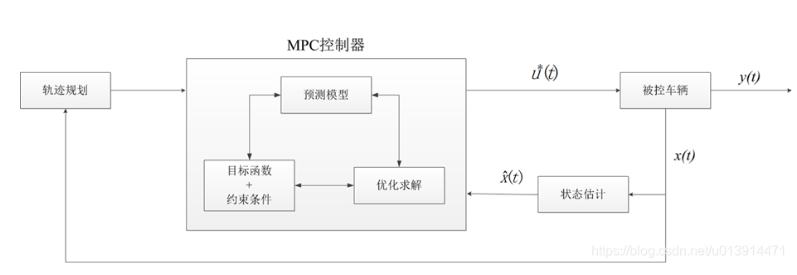 MPC控制器
轨迹规划
预测模型
目标函数
+
约束条件
优化求解
u*(t)
被控车辆
y(t)
x(t)
x̂(t)
状态估计
https://blog.csdn.net/u013914471